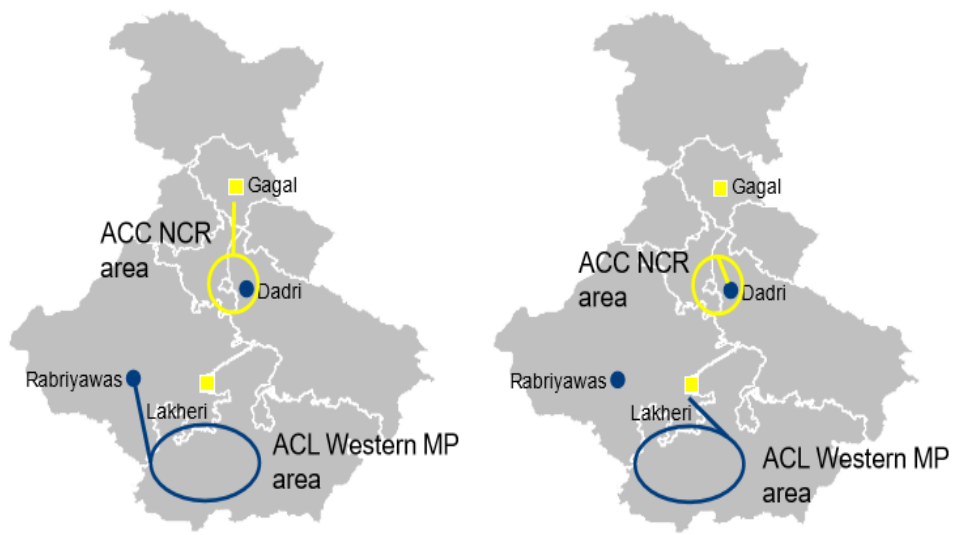 Gagal
ACC NCR
area
Dadri
Rabriyawas
Lakheri
ACL Western MP
area
Gagal
ACC NCR
area
Dadri
Rabriyawas
Lakheri
ACL Western MP
area